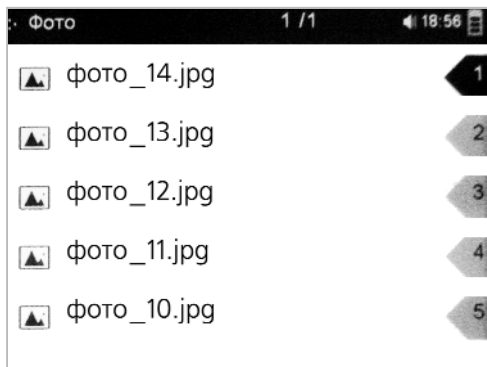 Фото 1 /1 18:56
фото_14.jpg 1
фото_13.jpg 2
фото_12.jpg 3
фото_11.jpg 4
фото_10.jpg 5